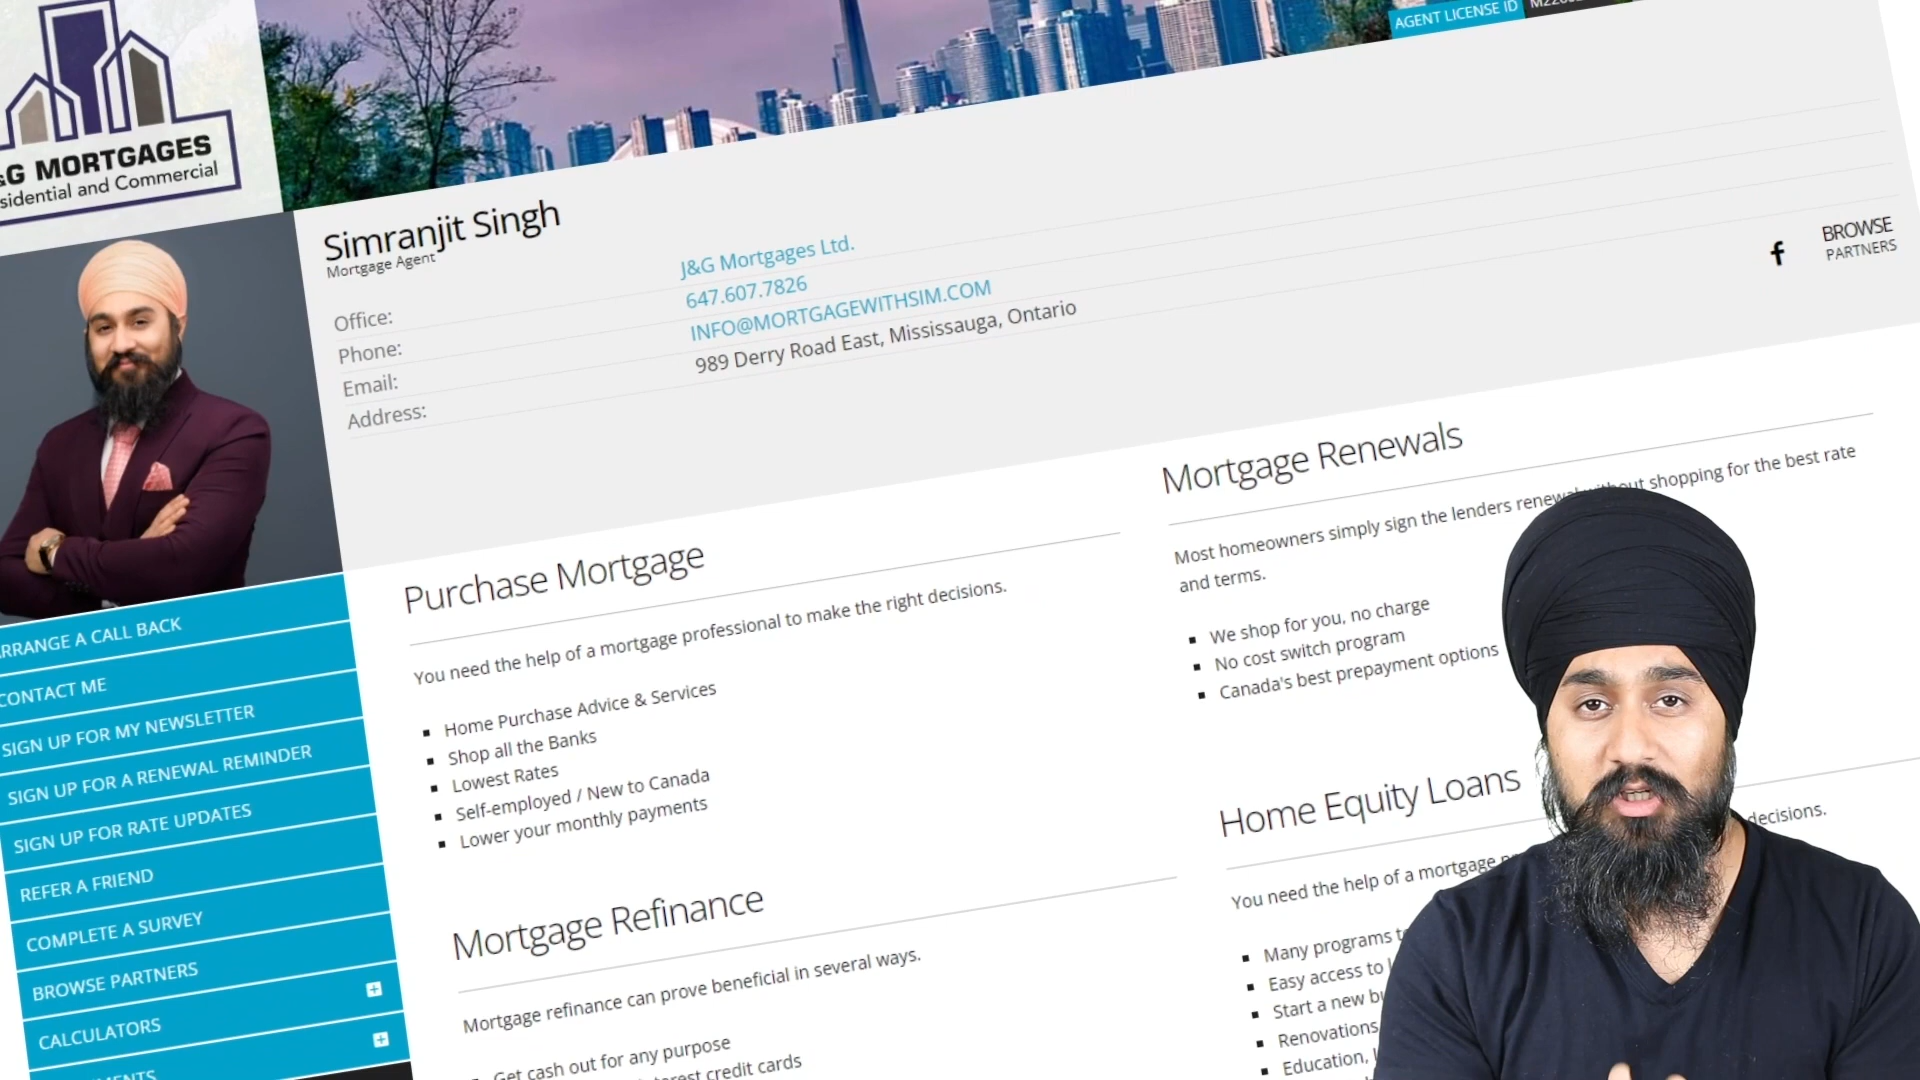 &G MORTGAGES
sidential and Commercial
AGENT LICENSE ID
Simranjit Singh
Mortgage Agent
Office: J&G Mortgages Ltd.
Phone: 647.607.7826
Email: INFO@MORTGAGEWITHSIM.COM
Address: 989 Derry Road East, Mississauga, Ontario
BROWSE
PARTNERS
RRANGE A CALL BACK
CONTACT ME
SIGN UP FOR MY NEWSLETTER
SIGN UP FOR A RENEWAL REMINDER
SIGN UP FOR RATE UPDATES
REFER A FRIEND
COMPLETE A SURVEY
BROWSE PARTNERS
CALCULATORS
Purchase Mortgage
You need the help of a mortgage professional to make the right decisions.
Home Purchase Advice & Services
Shop all the Banks
Lowest Rates
Self-employed / New to Canada
Lower your monthly payments
Mortgage Refinance
Mortgage refinance can prove beneficial in several ways.
Get cash out for any purpose
credit cards
Mortgage Renewals
Most homeowners simply sign the lenders renewal without shopping for the best rate
and terms.
We shop for you, no charge
No cost switch program
Canada's best prepayment options
Home Equity Loans
You need the help of a mortgage decisions.
Many programs
Easy access to
Start a new
Renovations
Education,